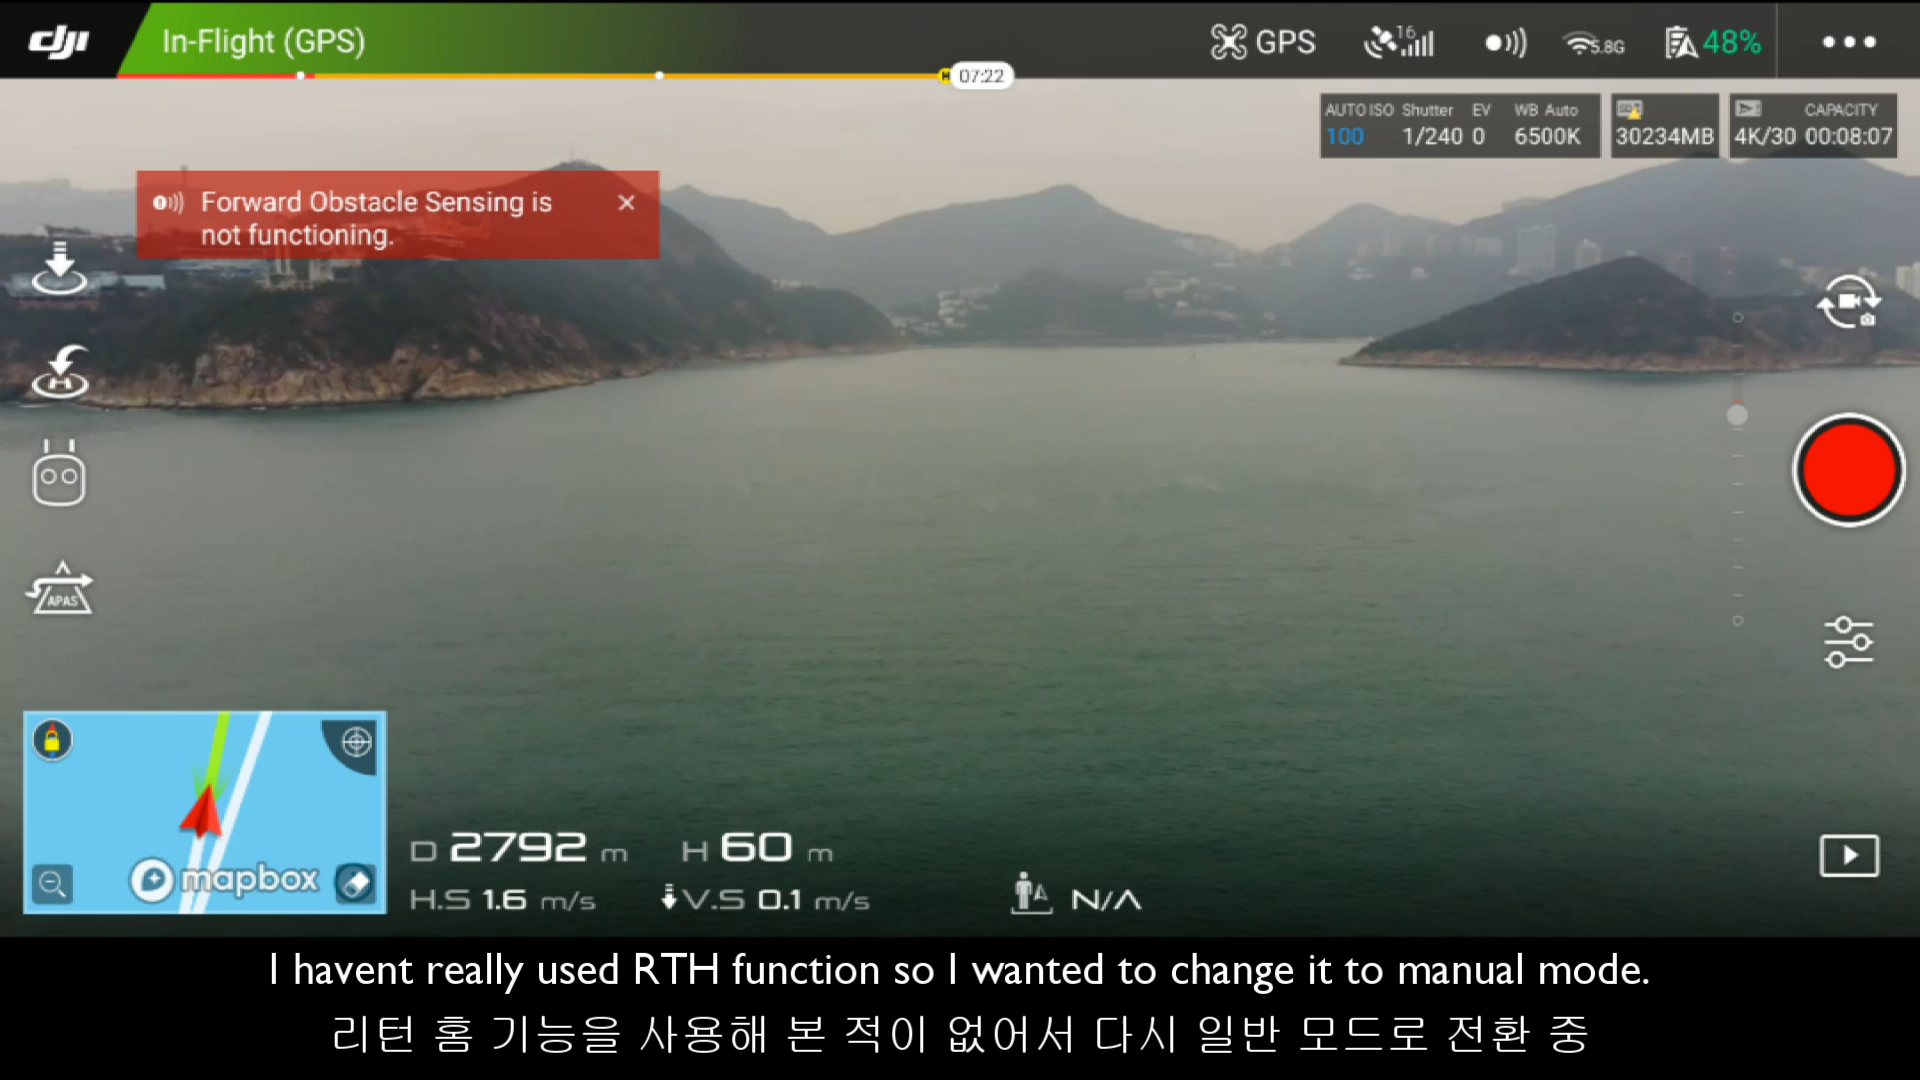 dji
In-Flight (GPS)
GPS
16
5.8G
48%
H
07:22
AUTO ISO Shutter EV WB Auto
100 1/240 0 6500K
30234MB
CAPACITY
4K/30 00:08:07
Forward Obstacle Sensing is
not functioning.
H
APAS
mapbox
D 2792 m H 60 m
H.S 1.6 m/s V.S 0.1 m/s N/A
I havent really used RTH function so I wanted to change it to manual mode.
리턴 홈 기능을 사용해 본 적이 없어서 다시 일반 모드로 전환 중